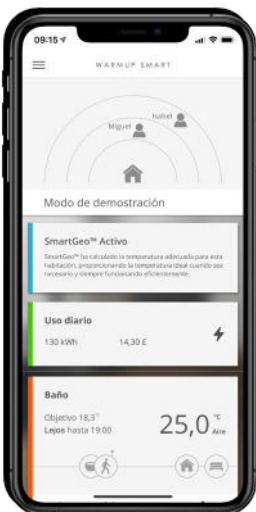 09:15
WARMUP SMART
Isabel
Miguel
Modo de demostración
SmartGeo™ Activo
SmartGeo™ ha calculado la temperatura adecuada para esta
habitación, proporcionando la temperatura ideal cuando sea
necesario y siempre funcionando eficientemente.
Uso diario
130 kWh 14,30 £
Baño
Objetivo 18,3°
Lejos hasta 19:00
25,0 °C
Aire